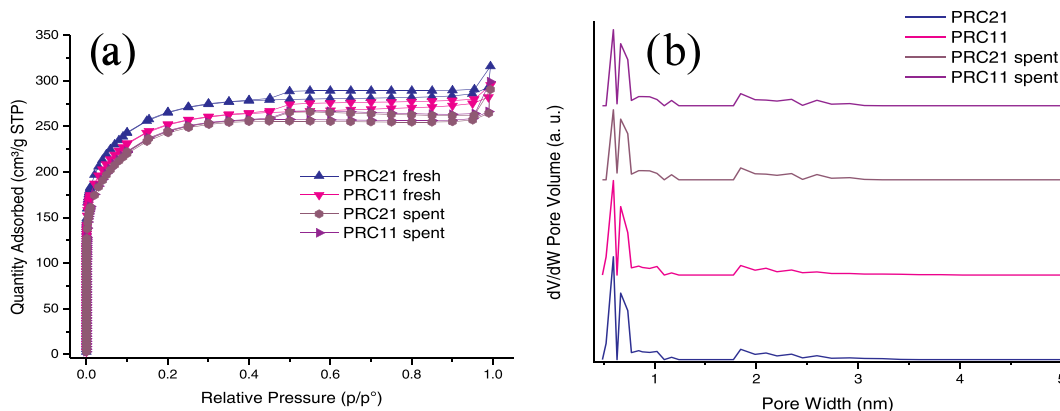 (a)
350
300
250
200
150
100
50
0
Quantity Adsorbed (cm³/g STP)
PRC21 fresh
PRC11 fresh
PRC21 spent
PRC11 spent
0.0 0.2 0.4 0.6 0.8 1.0
Relative Pressure (p/p°)
(b)
PRC21
PRC11
PRC21 spent
PRC11 spent
dV/dW Pore Volume (a. u.)
1 2 3 4 5
Pore Width (nm)